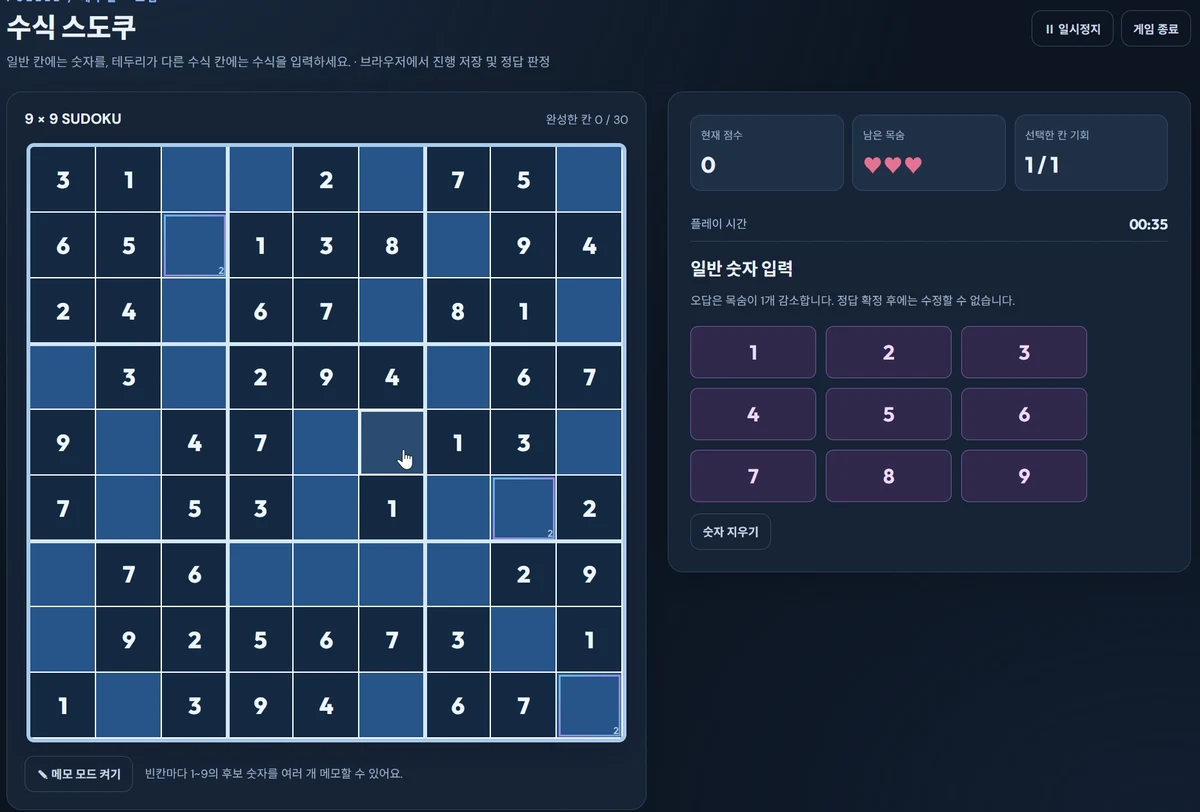 수식 스도쿠
일반 칸에는 숫자를, 테두리가 다른 수식 칸에는 수식을 입력하세요. · 브라우저에서 진행 저장 및 정답 판정
일시정지
게임 종료
9 × 9 SUDOKU
완성한 칸 0 / 30
3 1 2 7 5
6 5 2 1 3 8 9 4
2 4 6 7 8 1
3 2 9 4 6 7
9 4 7 1 3
7 5 3 1 2 2
7 6 2 9
9 2 5 6 7 3 1
1 3 9 4 6 7 2
메모 모드 켜기
빈칸마다 1~9의 후보 숫자를 여러 개 메모할 수 있어요.
현재 점수
0
남은 목숨
선택한 칸 기회
1 / 1
플레이 시간
00:35
일반 숫자 입력
오답은 목숨이 1개 감소합니다. 정답 확정 후에는 수정할 수 없습니다.
1 2 3
4 5 6
7 8 9
숫자 지우기